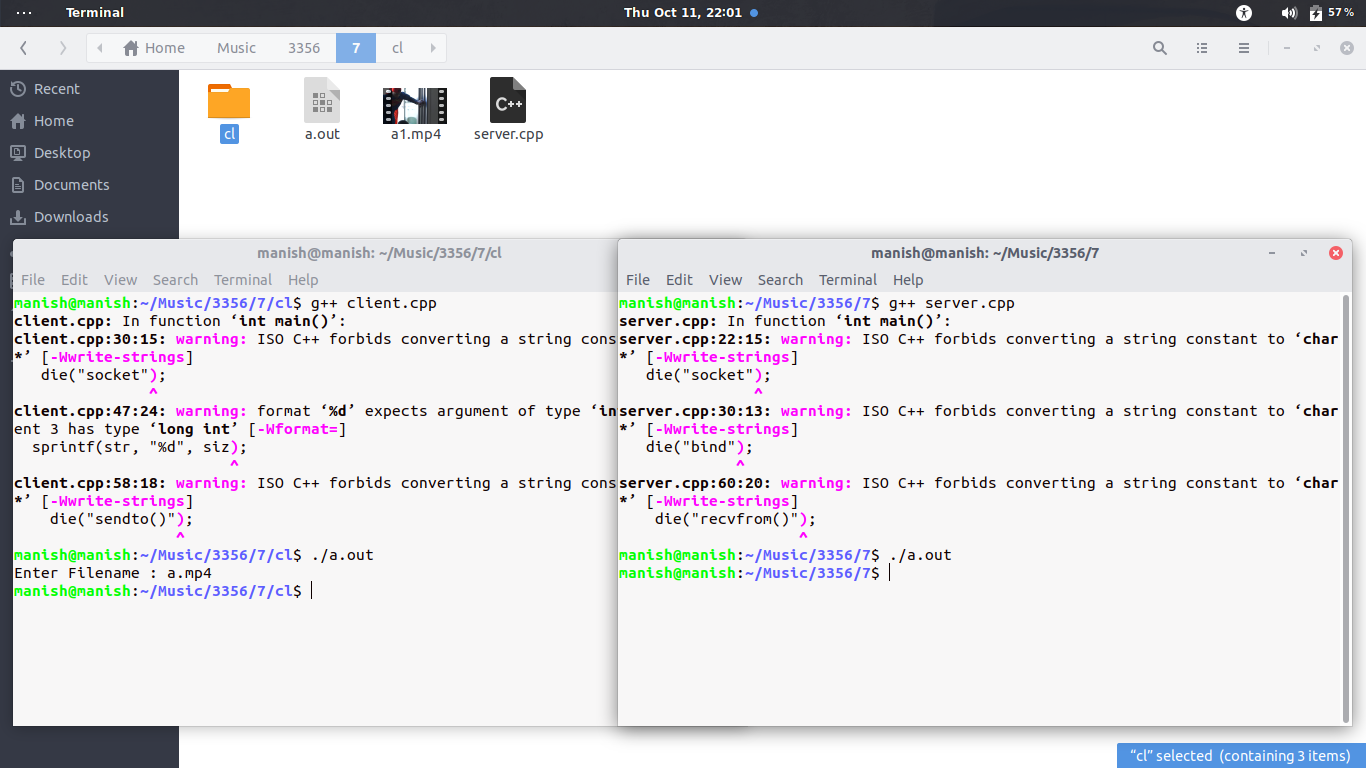 Terminal
Thu Oct 11, 22:01
57%
Home Music 3356 7 cl
Recent
Home
Desktop
Documents
Downloads
cl
a.out
a1.mp4
C++
server.cpp
manish@manish: ~/Music/3356/7/cl
File Edit View Search Terminal Help
manish@manish:~/Music/3356/7/cl$ g++ client.cpp
client.cpp: In function ‘int main()’:
client.cpp:30:15: warning: ISO C++ forbids converting a string cons
*’ [-Wwrite-strings]
die("socket");
^
client.cpp:47:24: warning: format ‘%d’ expects argument of type ‘in
ent 3 has type ‘long int’ [-Wformat=]
sprintf(str, "%d", siz);
^
client.cpp:58:18: warning: ISO C++ forbids converting a string cons
*’ [-Wwrite-strings]
die("sendto()");
^
manish@manish:~/Music/3356/7/cl$ ./a.out
Enter Filename : a.mp4
manish@manish:~/Music/3356/7/cl$
manish@manish: ~/Music/3356/7
File Edit View Search Terminal Help
manish@manish:~/Music/3356/7$ g++ server.cpp
server.cpp: In function ‘int main()’:
server.cpp:22:15: warning: ISO C++ forbids converting a string constant to ‘char
*’ [-Wwrite-strings]
die("socket");
^
server.cpp:30:13: warning: ISO C++ forbids converting a string constant to ‘char
*’ [-Wwrite-strings]
die("bind");
^
server.cpp:60:20: warning: ISO C++ forbids converting a string constant to ‘char
*’ [-Wwrite-strings]
die("recvfrom()");
^
manish@manish:~/Music/3356/7$ ./a.out
manish@manish:~/Music/3356/7$
“cl” selected (containing 3 items)